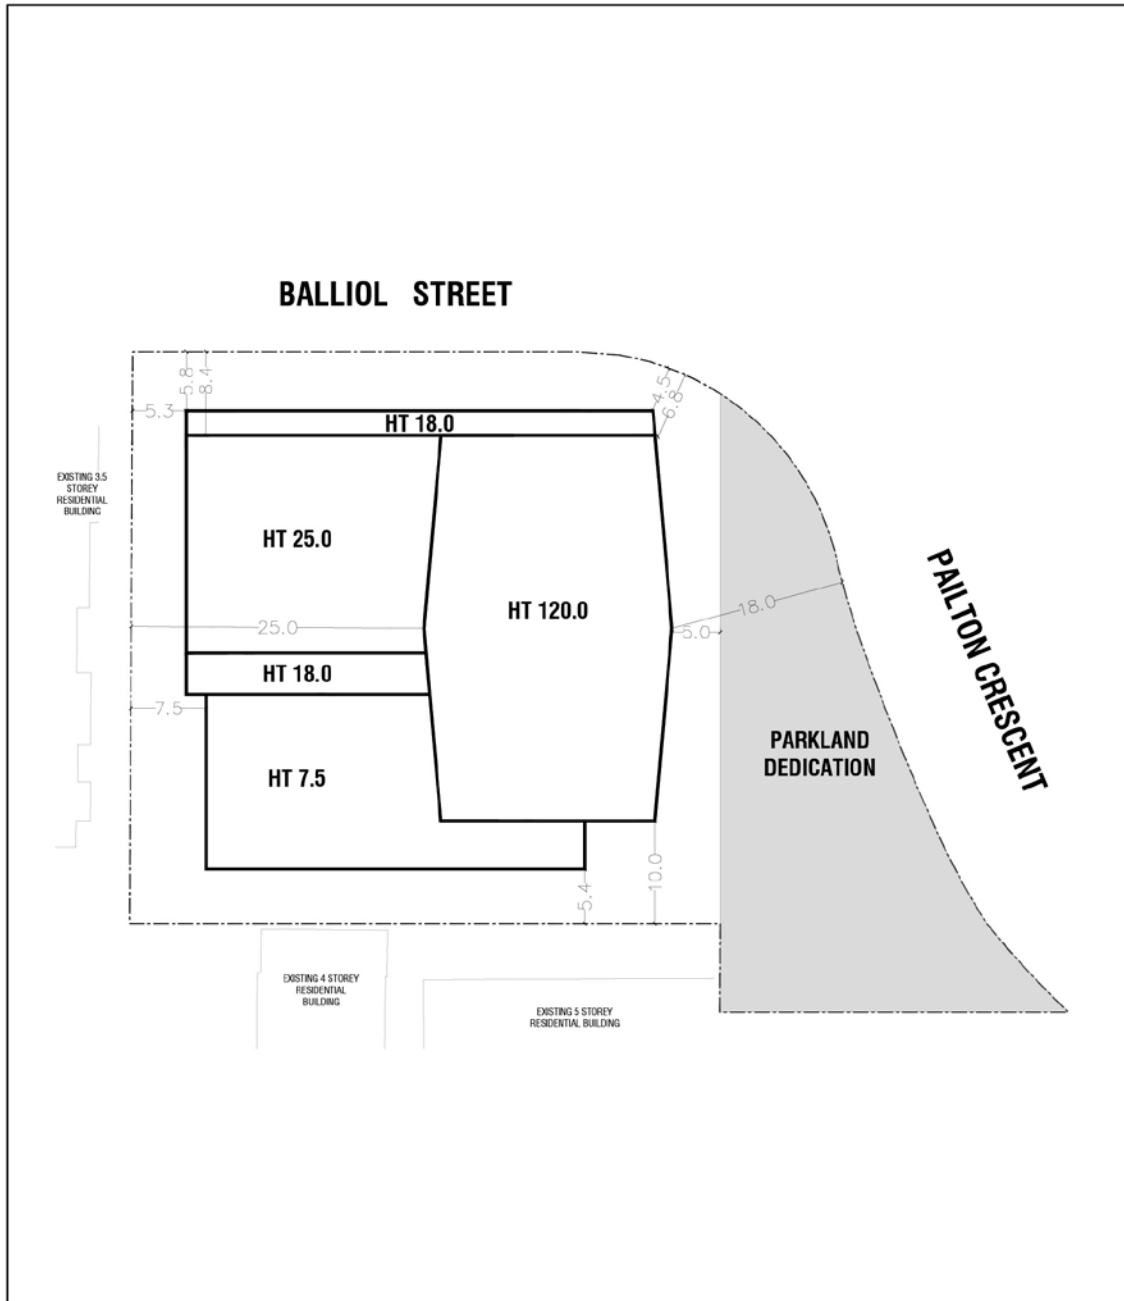 BALLIOL STREET
5.8
8.4
4.5
6.8
5.3
HT 18.0
EXISTING 3.5
STOREY
RESIDENTIAL
BUILDING
HT 25.0
HT 120.0
18.0
25.0
5.0
PAILTON CRESCENT
HT 18.0
7.5
PARKLAND
DEDICATION
HT 7.5
10.0
5.4
EXISTING 4 STOREY
RESIDENTIAL
BUILDING
EXISTING 5 STOREY
RESIDENTIAL BUILDING